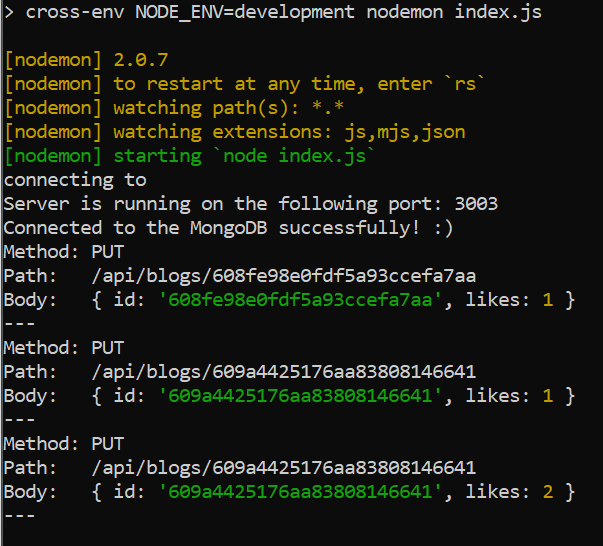 > cross-env NODE_ENV=development nodemon index.js
[nodemon] 2.0.7
[nodemon] to restart at any time, enter `rs`
[nodemon] watching path(s): *.*
[nodemon] watching extensions: js,mjs,json
[nodemon] starting `node index.js`
connecting to
Server is running on the following port: 3003
Connected to the MongoDB successfully! :)
Method: PUT
Path:   /api/blogs/608fe98e0fdf5a93ccefa7aa
Body:   { id: '608fe98e0fdf5a93ccefa7aa', likes: 1 }
---
Method: PUT
Path:   /api/blogs/609a4425176aa83808146641
Body:   { id: '609a4425176aa83808146641', likes: 1 }
---
Method: PUT
Path:   /api/blogs/609a4425176aa83808146641
Body:   { id: '609a4425176aa83808146641', likes: 2 }
---